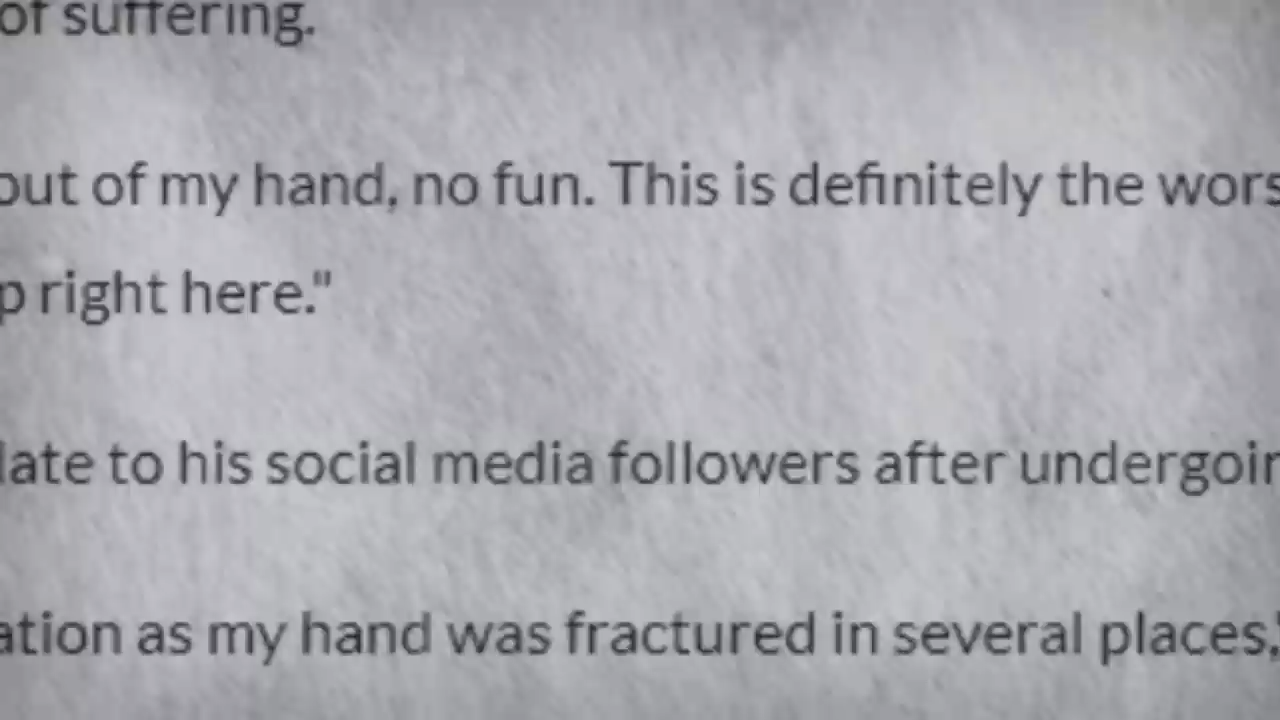 of suffering.
out of my hand, no fun. This is definitely the wors
p right here."
late to his social media followers after undergoin
ation as my hand was fractured in several places,"